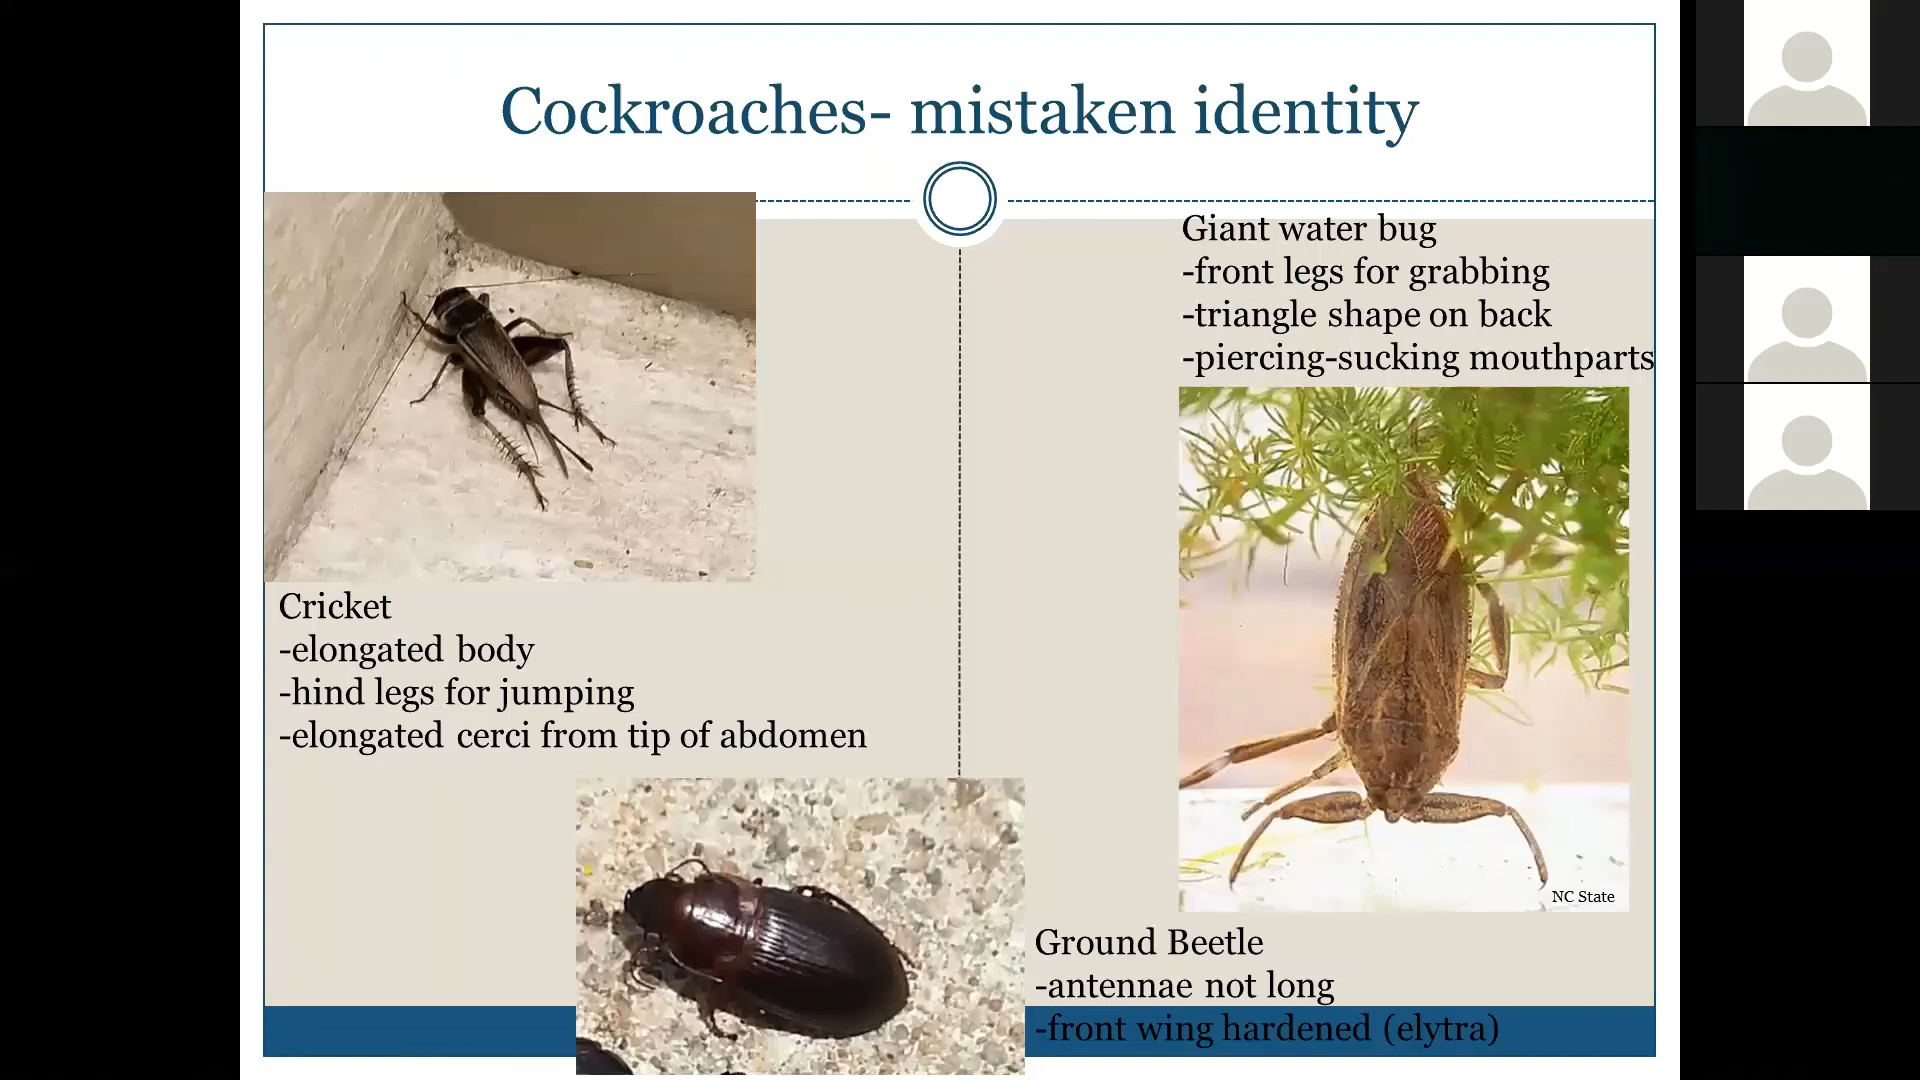 Cockroaches- mistaken identity
Cricket
-elongated body
-hind legs for jumping
-elongated cerci from tip of abdomen
Giant water bug
-front legs for grabbing
-triangle shape on back
-piercing-sucking mouthparts
NC State
Ground Beetle
-antennae not long
-front wing hardened (elytra)